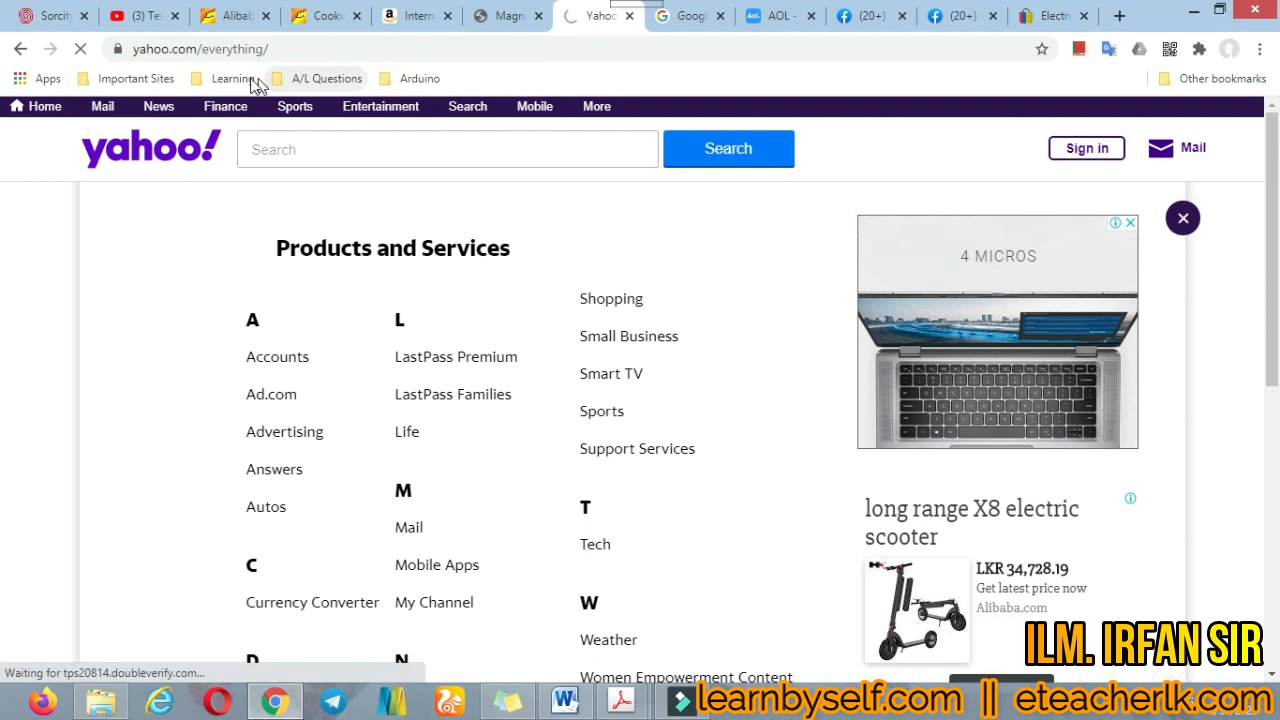 Sortin
(3) Te
Alibab
Cookw
Intern
Magn
Yahoo
Googl
AOL -
(20+)
(20+)
Electro
yahoo.com/everything/
Apps
Important Sites
Learning
A/L Questions
Arduino
Other bookmarks
Home
Mail
News
Finance
Sports
Entertainment
Search
Mobile
More
yahoo!
Search
Search
Sign in
Mail
Products and Services
A
Accounts
Ad.com
Advertising
Answers
Autos
C
Currency Converter
D
L
LastPass Premium
LastPass Families
Life
M
Mail
Mobile Apps
My Channel
N
Shopping
Small Business
Smart TV
Sports
Support Services
T
Tech
W
Weather
Women Empowerment Content
4 MICROS
long range X8 electric
scooter
LKR 34,728.19
Get latest price now
Alibaba.com
ILM. IRFAN SIR
Waiting for tps20814.doubleverify.com...
learnbyself.com || eteacherlk.com